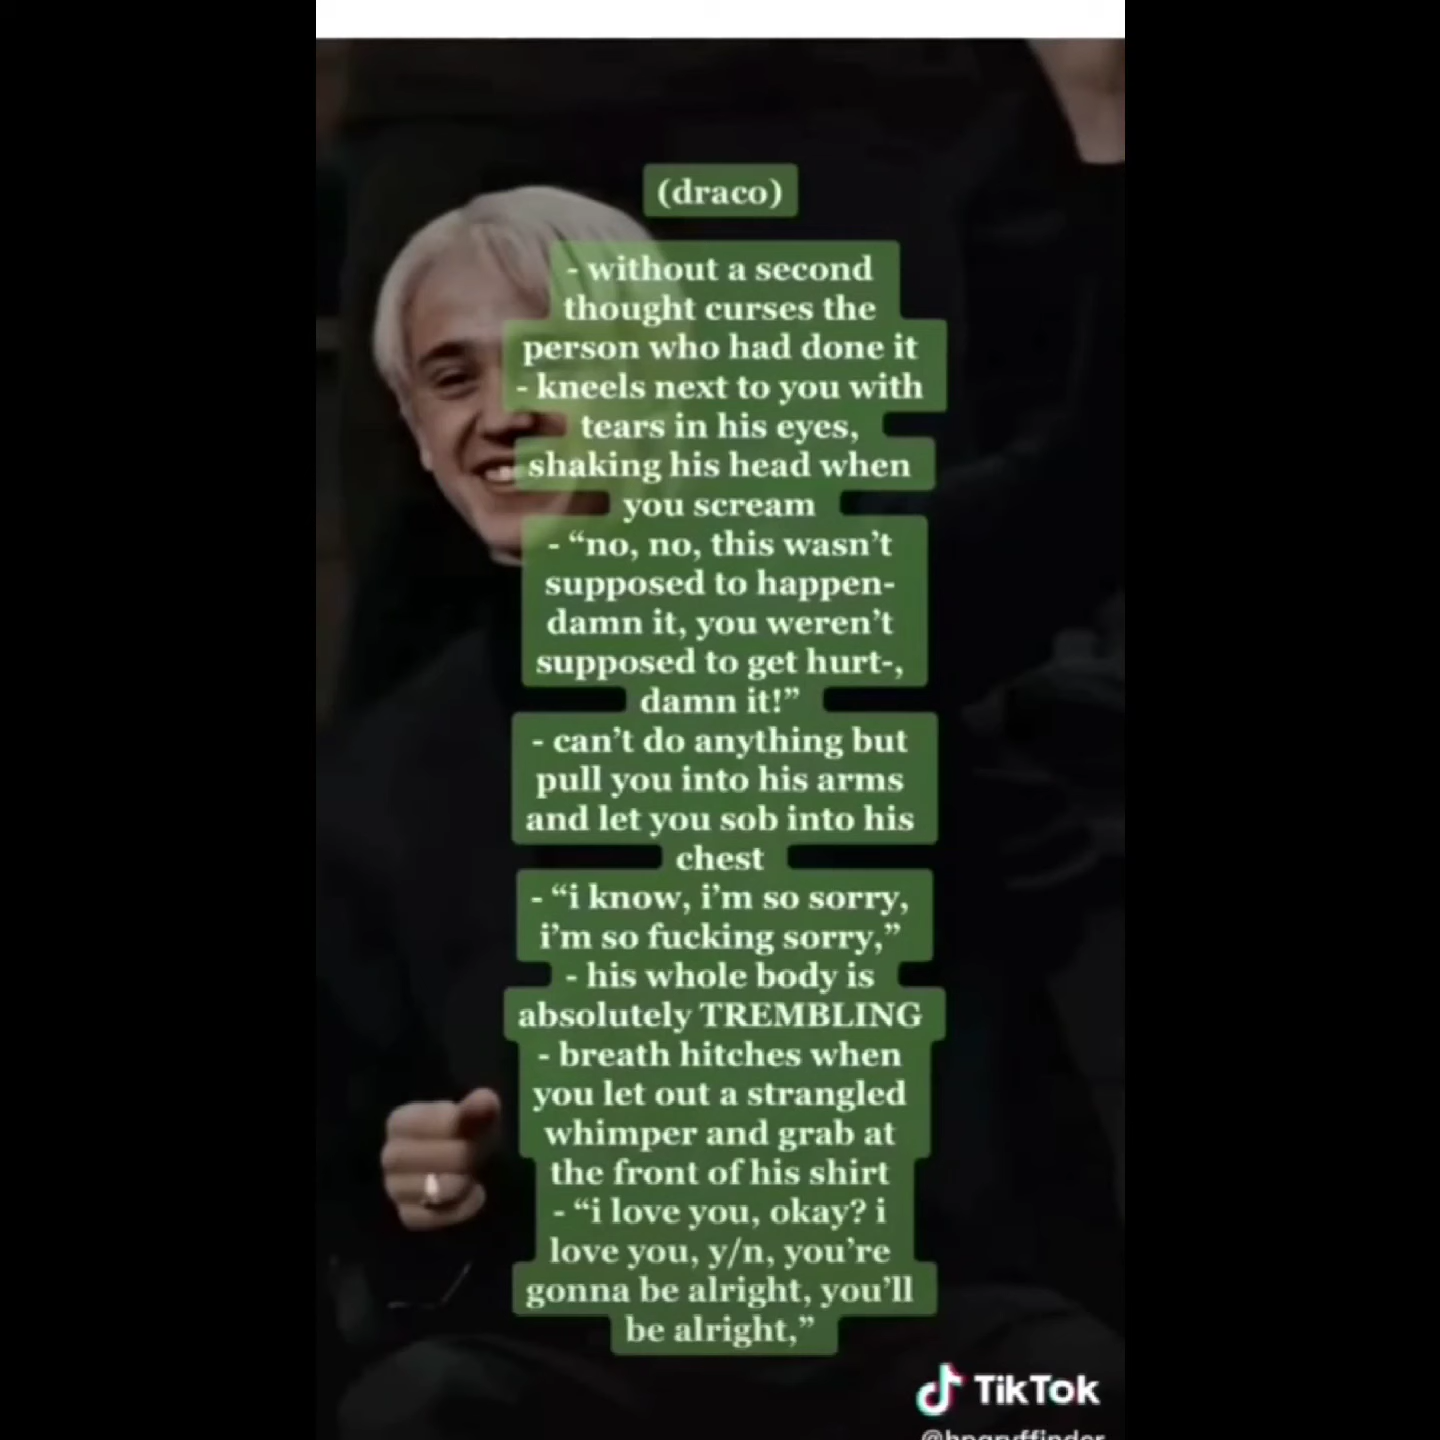 (draco)
- without a second
thought curses the
person who had done it
- kneels next to you with
tears in his eyes,
shaking his head when
you scream
- “no, no, this wasn’t
supposed to happen-
damn it, you weren’t
supposed to get hurt-,
damn it!”
- can’t do anything but
pull you into his arms
and let you sob into his
chest
- “i know, i’m so sorry,
i’m so fucking sorry,”
- his whole body is
absolutely TREMBLING
- breath hitches when
you let out a strangled
whimper and grab at
the front of his shirt
- “i love you, okay? i
love you, y/n, you’re
gonna be alright, you’ll
be alright,”
TikTok